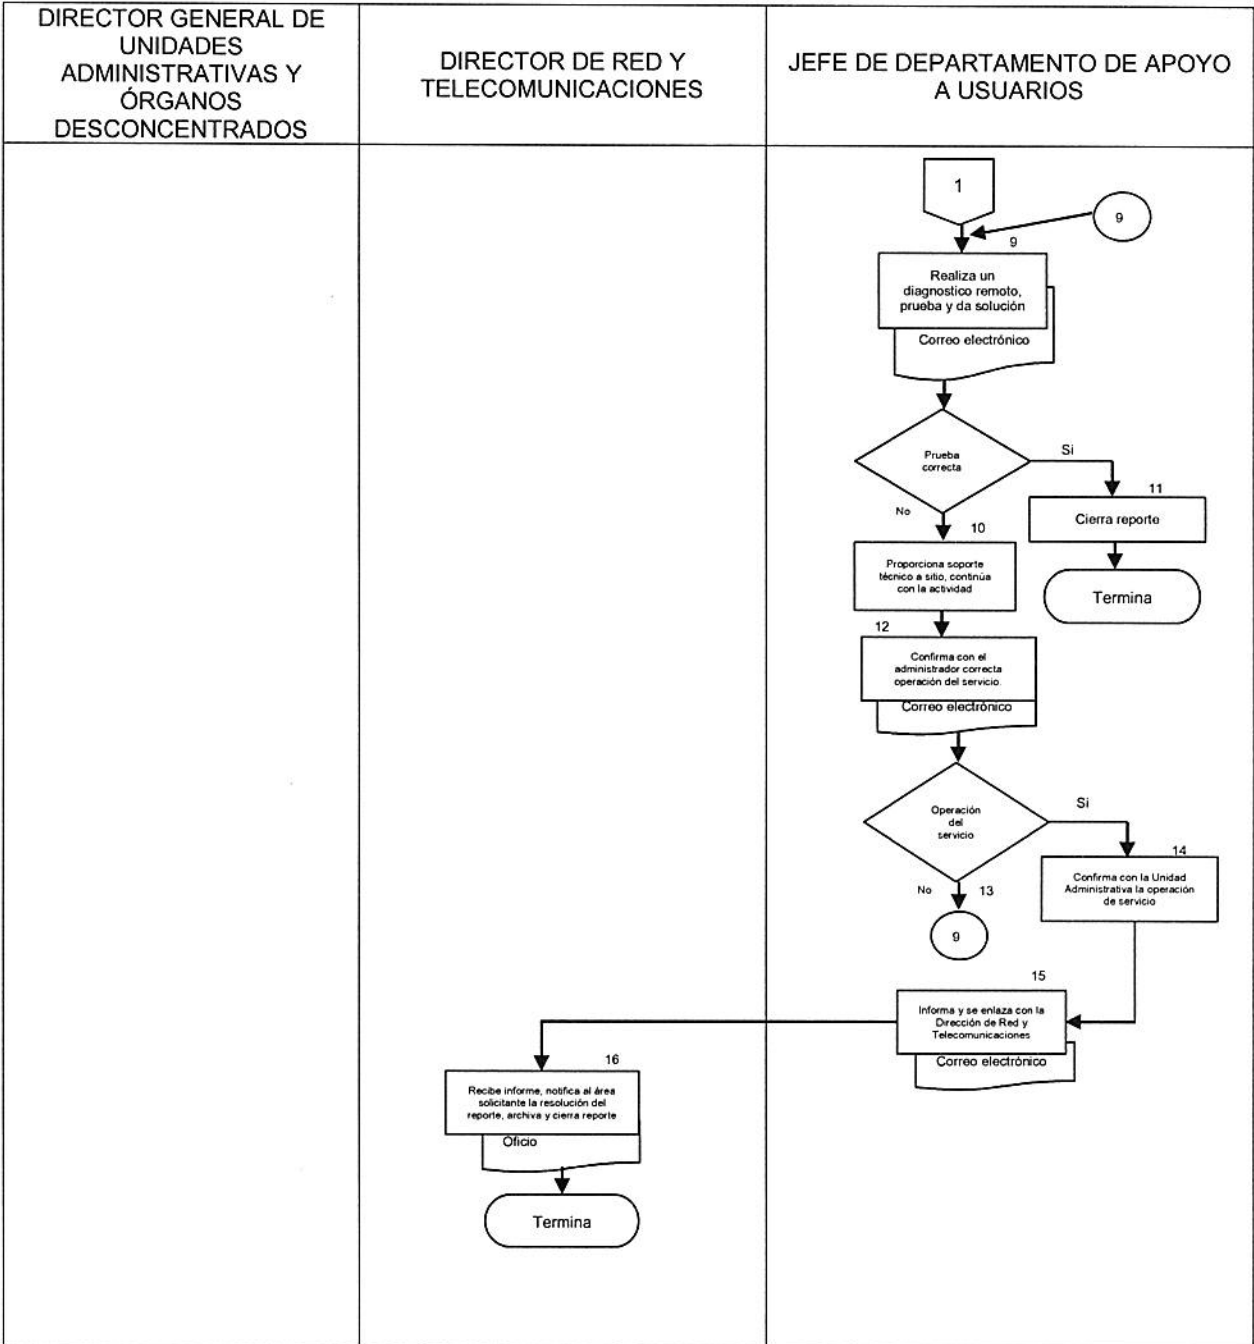 DIRECTOR GENERAL DE
UNIDADES
ADMINISTRATIVAS Y
ÓRGANOS
DESCONCENTRADOS
DIRECTOR DE RED Y
TELECOMUNICACIONES
JEFE DE DEPARTAMENTO DE APOYO
A USUARIOS
1
9
9
Realiza un
diagnostico remoto,
prueba y da solución
Correo electrónico
Prueba
correcta
Si
No
11
Cierra reporte
Termina
10
Proporciona soporte
técnico a sitio, continúa
con la actividad
12
Confirma con el
administrador correcta
operación del servicio.
Correo electrónico
Operación
del
servicio
Si
14
Confirma con la Unidad
Administrativa la operación
de servicio
No
13
9
15
Informa y se enlaza con la
Dirección de Red y
Telecomunicaciones
Correo electrónico
16
Recibe informe, notifica al área
solicitante la resolución del
reporte, archiva y cierra reporte
Oficio
Termina